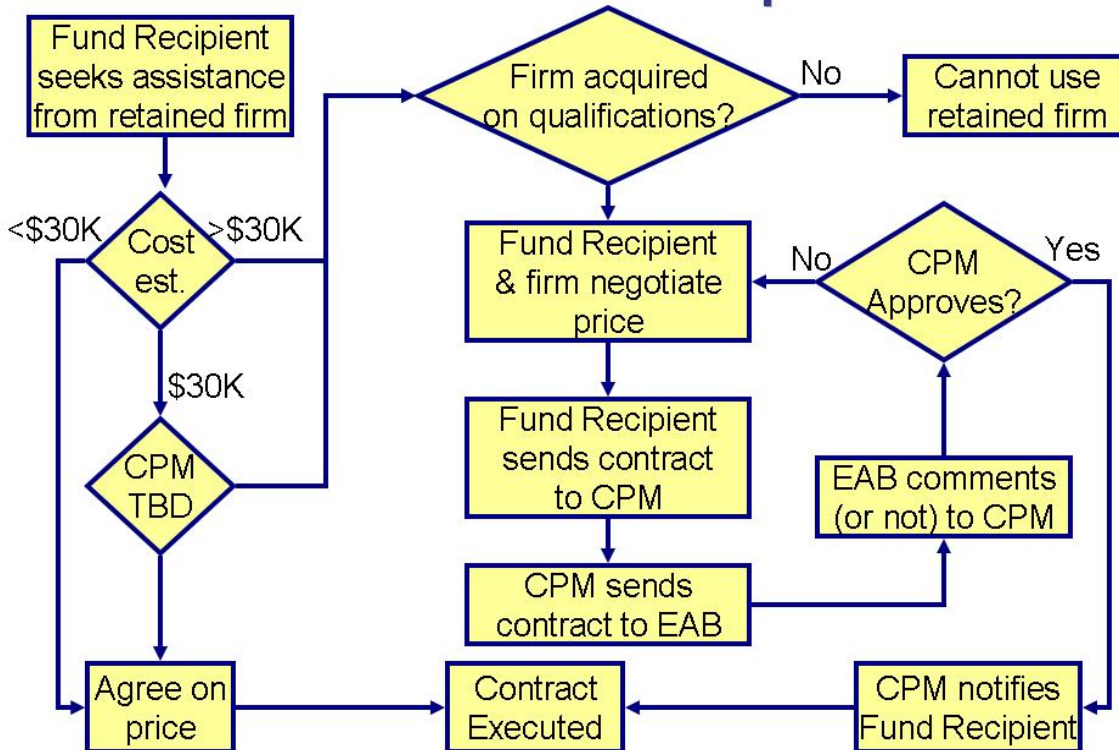 Fund Recipient
seeks assistance
from retained firm
Firm acquired
on qualifications?
No
Cannot use
retained firm
<$30K
Cost
est.
>$30K
Fund Recipient
& firm negotiate
price
No
CPM
Approves?
Yes
$30K
CPM
TBD
Fund Recipient
sends contract
to CPM
EAB comments
(or not) to CPM
CPM sends
contract to EAB
Agree on
price
Contract
Executed
CPM notifies
Fund Recipient